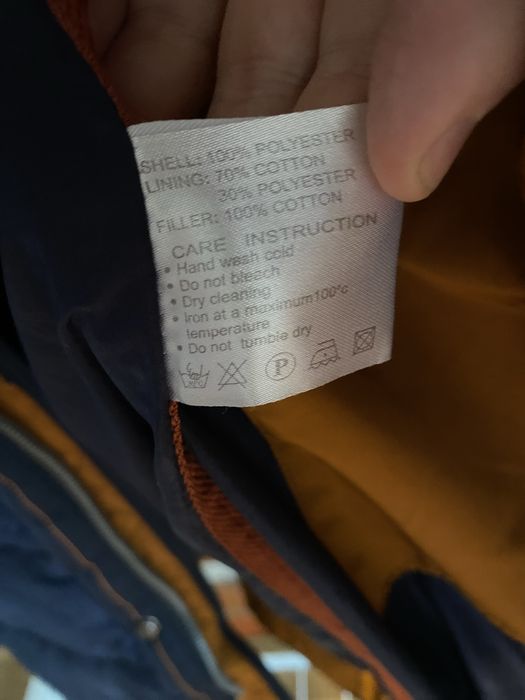 SHELL: 100% POLYESTER
LINING: 70% COTTON
30% POLYESTER
FILLER: 100% COTTON
CARE INSTRUCTION
• Hand wash cold
• Do not bleach
• Dry cleaning
• Iron at a maximum100°c
temperature
• Do not tumble dry
P